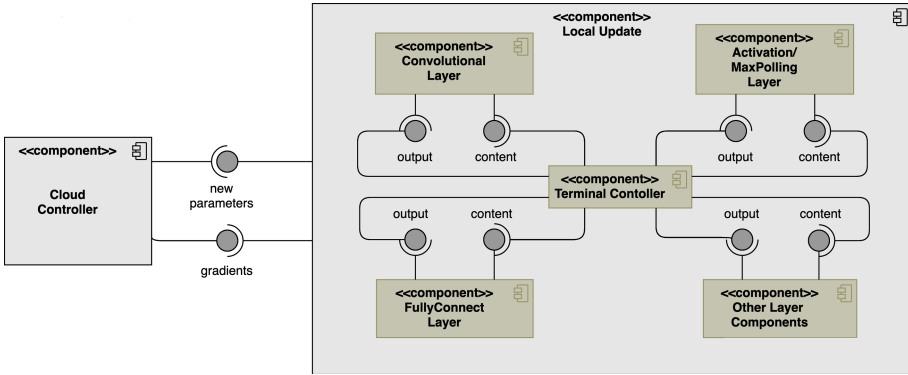 <<component>>
Local Update
<<component>>
Convolutional
Layer
<<component>>
Activation/
MaxPolling
Layer
output
content
output
content
<<component>>
Cloud
Controller
new
parameters
gradients
<<component>>
Terminal Contoller
output
content
output
content
<<component>>
FullyConnect
Layer
<<component>>
Other Layer
Components